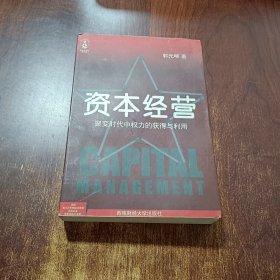 郭元晞 著
资本经营
聚变时代中权力的获得与利用
CAPITAL
MANAGEMENT
西南财经大学出版社